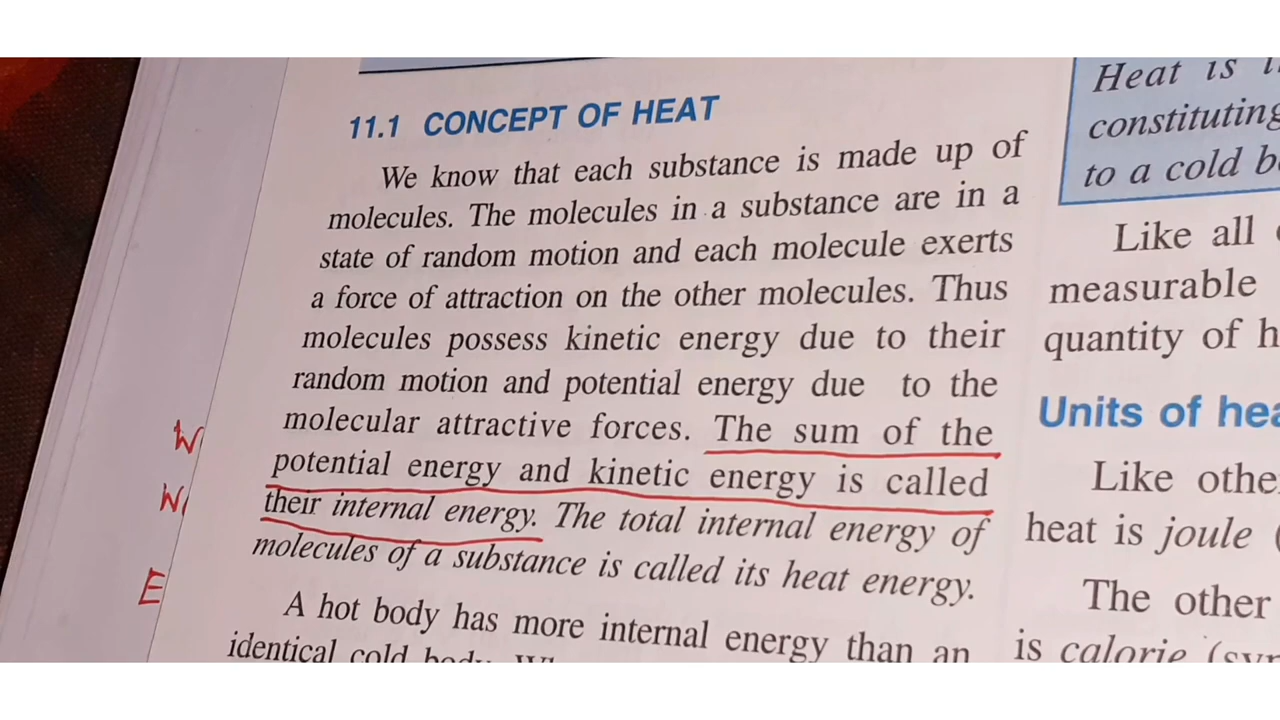 11.1 CONCEPT OF HEAT
We know that each substance is made up of
molecules. The molecules in a substance are in a
state of random motion and each molecule exerts
a force of attraction on the other molecules. Thus
molecules possess kinetic energy due to their
random motion and potential energy due to the
molecular attractive forces. The sum of the
potential energy and kinetic energy is called
their internal energy. The total internal energy of
molecules of a substance is called its heat energy.
A hot body has more internal energy than an
identical cold body.
W
W
E
Heat is
constituting
to a cold
Like all
measurable
quantity of
Units of
Like
heat is joule (
The other
is calorie (